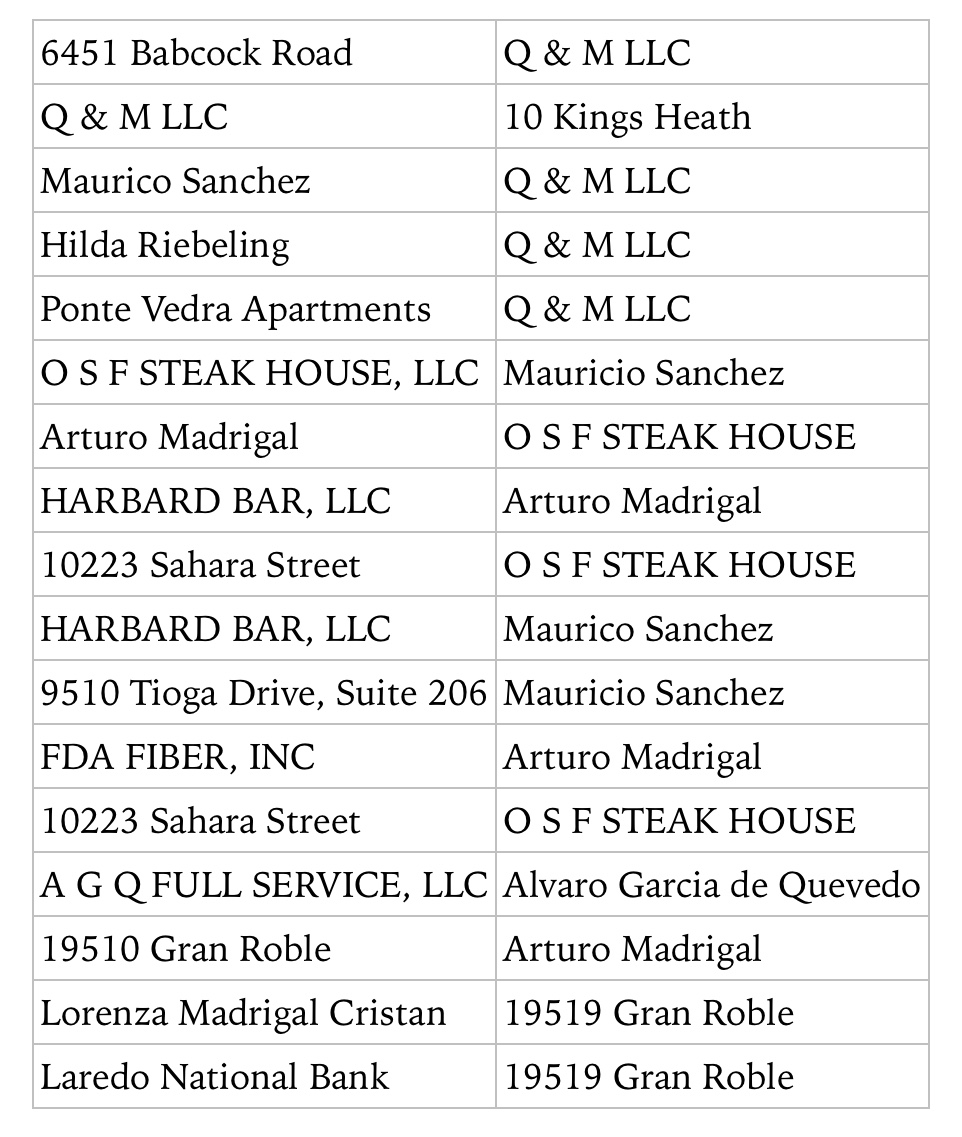 6451 Babcock Road Q & M LLC
Q & M LLC 10 Kings Heath
Maurico Sanchez Q & M LLC
Hilda Riebeling Q & M LLC
Ponte Vedra Apartments Q & M LLC
O S F STEAK HOUSE, LLC Mauricio Sanchez
Arturo Madrigal O S F STEAK HOUSE
HARBARD BAR, LLC Arturo Madrigal
10223 Sahara Street O S F STEAK HOUSE
HARBARD BAR, LLC Maurico Sanchez
9510 Tioga Drive, Suite 206 Mauricio Sanchez
FDA FIBER, INC Arturo Madrigal
10223 Sahara Street O S F STEAK HOUSE
A G Q FULL SERVICE, LLC Alvaro Garcia de Quevedo
19510 Gran Roble Arturo Madrigal
Lorenza Madrigal Cristan 19519 Gran Roble
Laredo National Bank 19519 Gran Roble